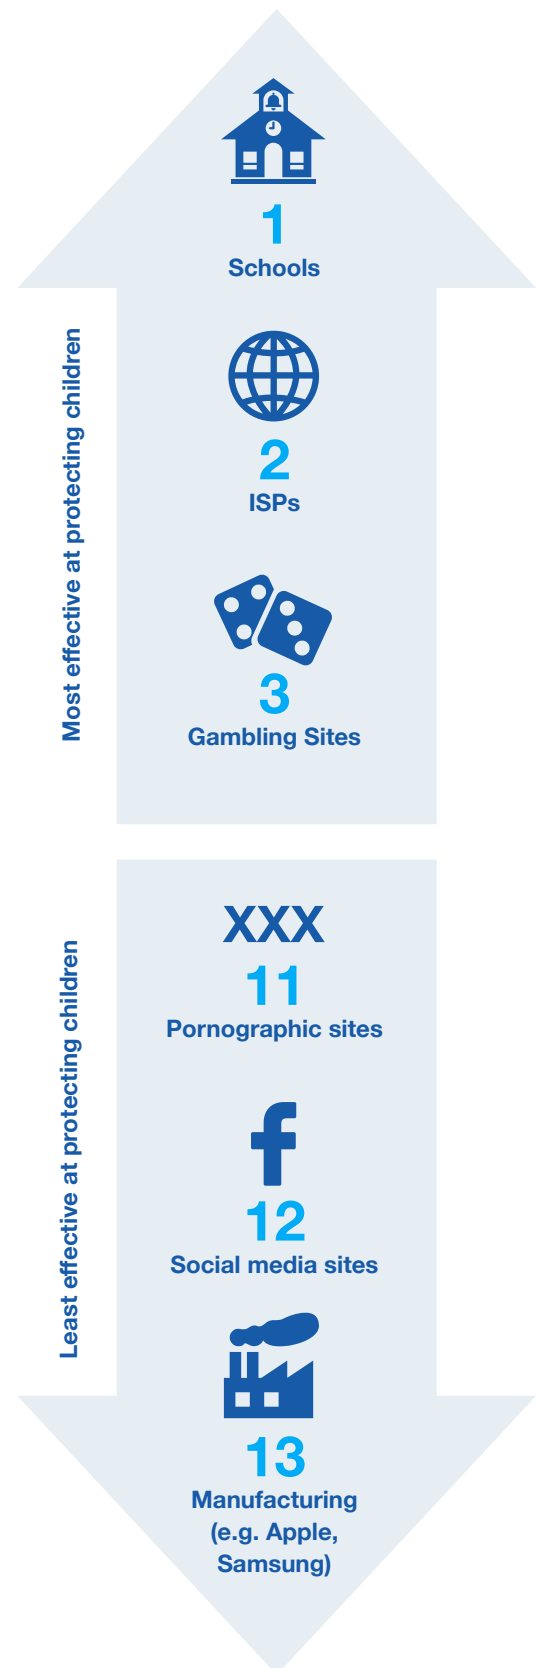 1
Schools
Most effective at protecting children
2
ISPs
3
Gambling Sites
XXX
11
Pornographic sites
Least effective at protecting children
f
12
Social media sites
13
Manufacturing
(e.g. Apple,
Samsung)